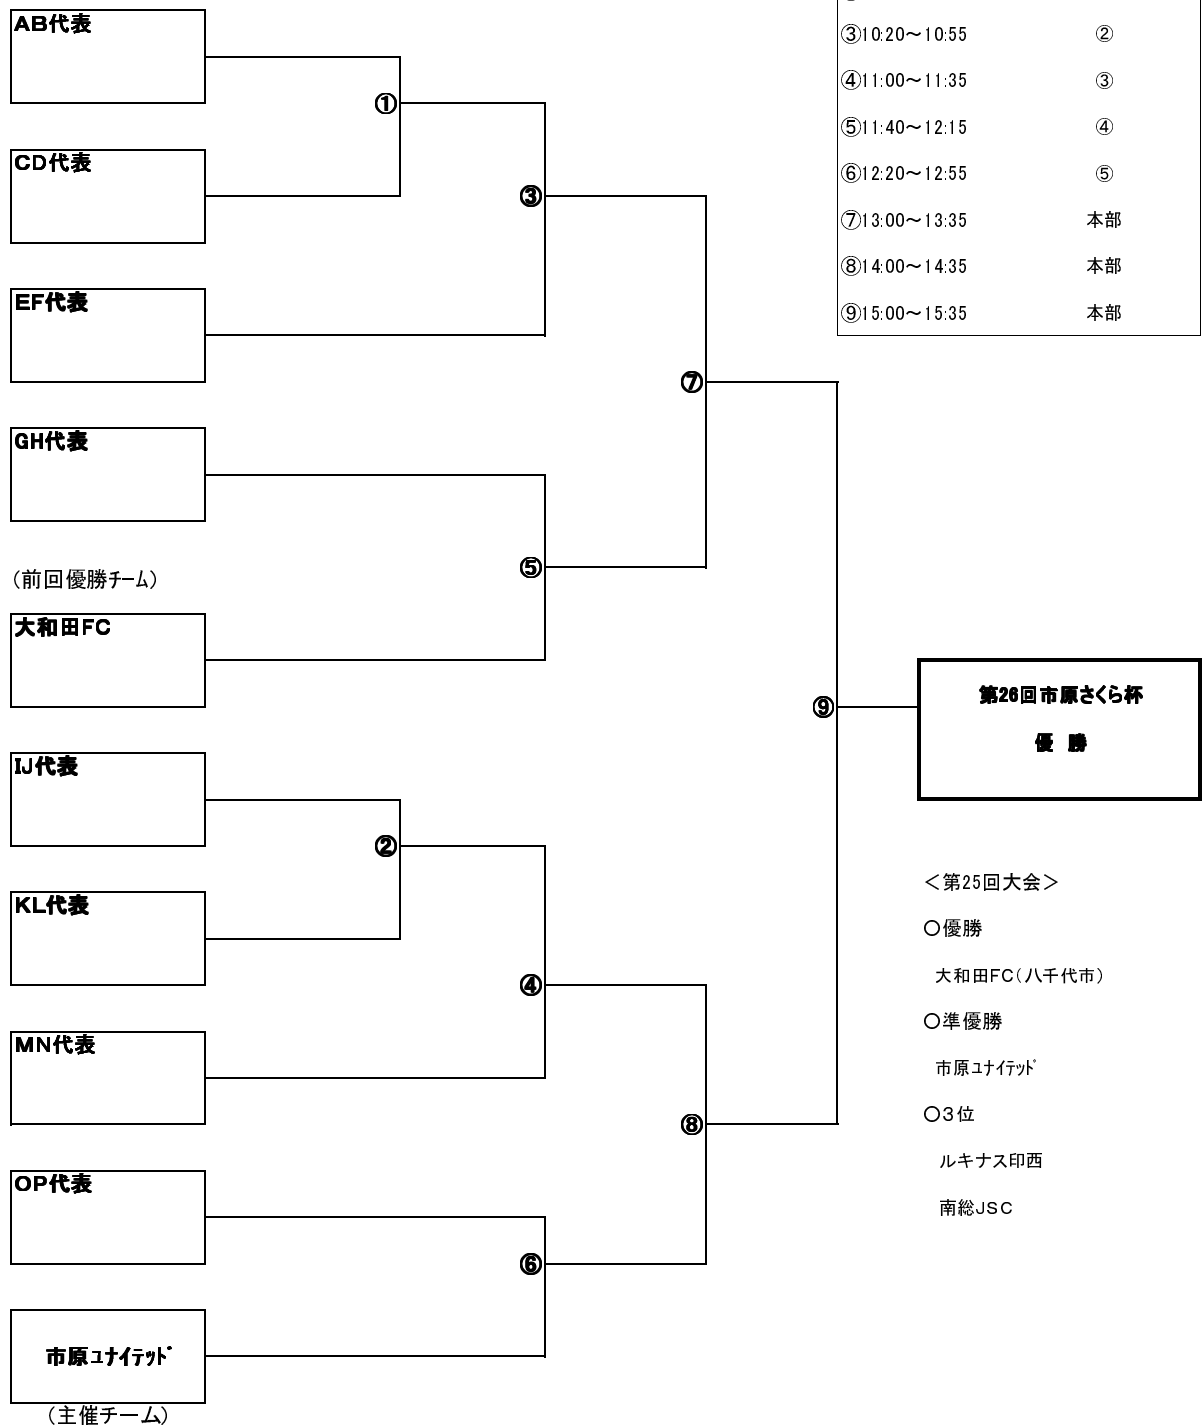 AB代表
①
CD代表
③
EF代表
⑦
GH代表
⑤
(前回優勝ﾁｰﾑ)
大和田FC
⑨
IJ代表
②
KL代表
④
MN代表
⑧
OP代表
⑥
市原ﾕﾅｲﾃｯﾄﾞ
(主催チーム)
③10:20～10:55 ②
④11:00～11:35 ③
⑤11:40～12:15 ④
⑥12:20～12:55 ⑤
⑦13:00～13:35 本部
⑧14:00～14:35 本部
⑨15:00～15:35 本部
第26回市原さくら杯
優 勝
＜第25回大会＞
○優勝
大和田FC(八千代市)
○準優勝
市原ﾕﾅｲﾃｯﾄﾞ
○3位
ルキナス印西
南総JSC